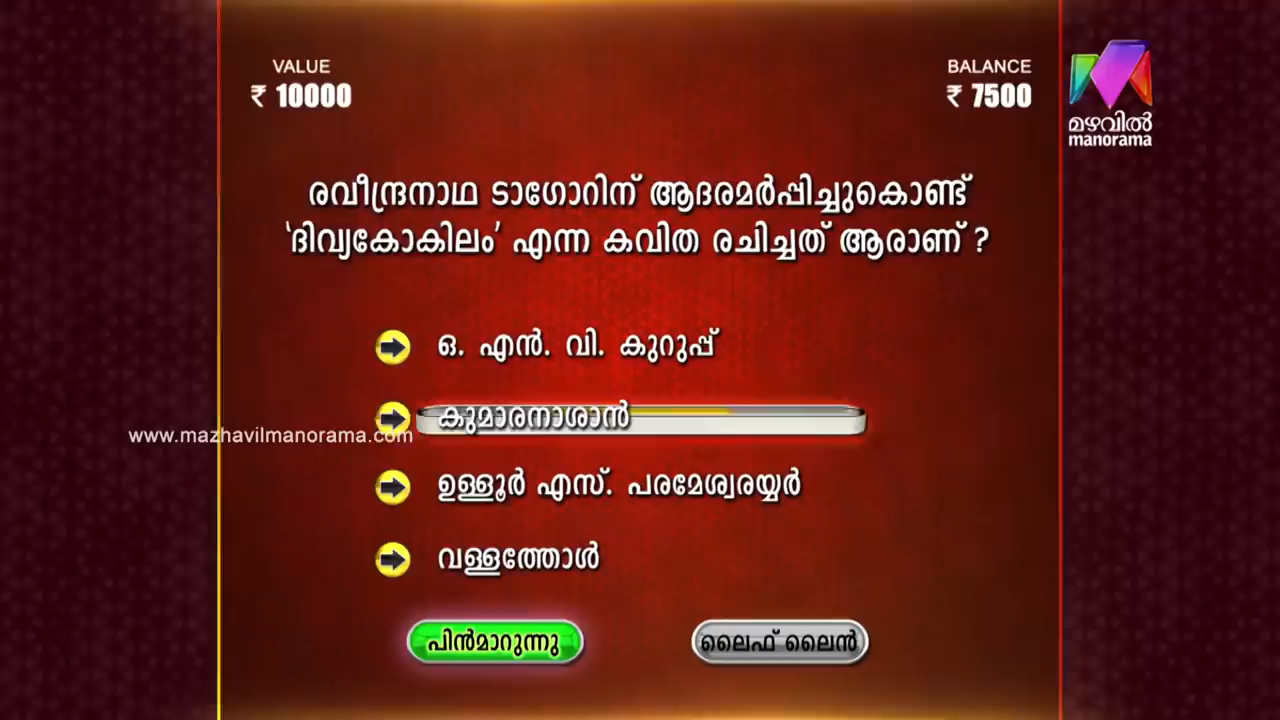 VALUE
₹ 10000
BALANCE
₹ 7500
മഴവിൽ
manorama
രവീന്ദ്രനാഥ ടാഗോറിന് ആദരമർപ്പിച്ചുകൊണ്ട്
‘ദിവ്യകോകിലം’ എന്ന കവിത രചിച്ചത് ആരാണ് ?
ഒ. എൻ. വി. കുറുപ്പ്
കുമാരനാശാൻ
www.mazhavilmanorama.com
ഉള്ളൂർ എസ്. പരമേശ്വരയ്യർ
വള്ളത്തോൾ
പിൻമാറുന്നു
ലൈഫ് ലൈൻ